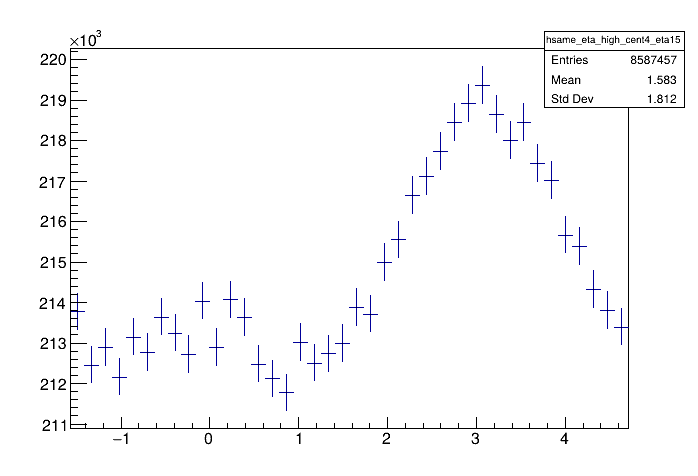 ×10³
hsame_eta_high_cent4_eta15
Entries 8587457
Mean 1.583
Std Dev 1.812
220
219
218
217
216
215
214
213
212
211
−1 0 1 2 3 4